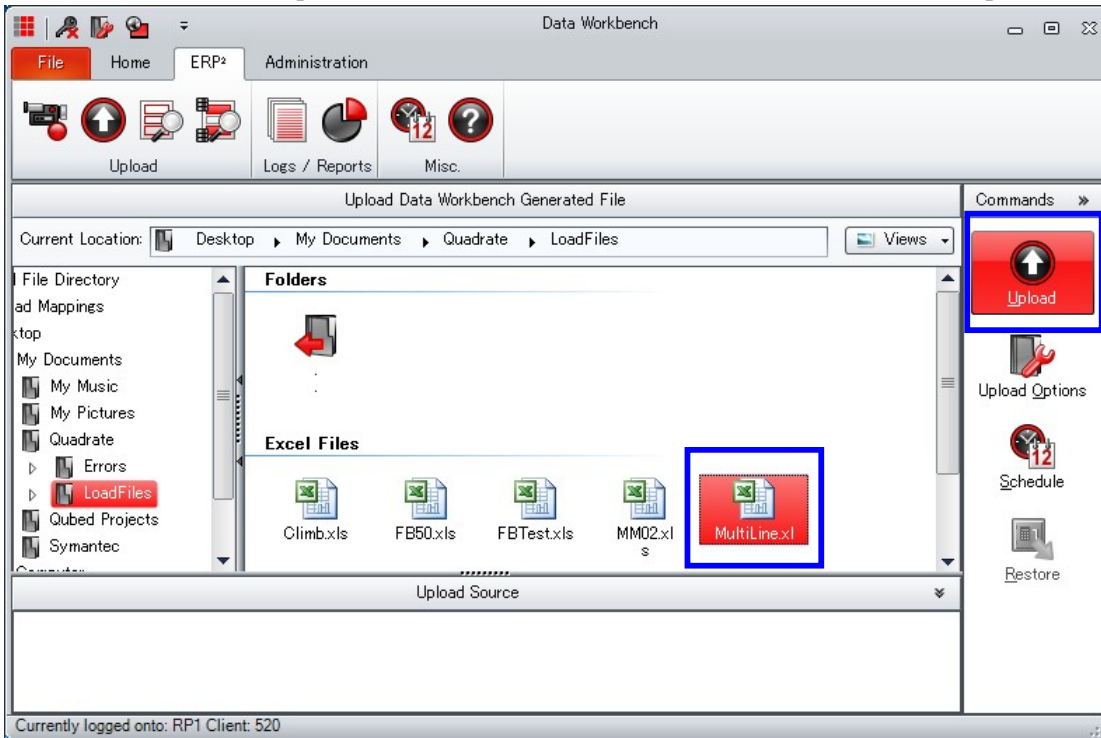 Data Workbench
File Home ERP² Administration
12
Upload Logs / Reports Misc.
Upload Data Workbench Generated File
Commands
Current Location: Desktop My Documents Quadrate LoadFiles Views
l File Directory
ad Mappings
ktop
My Documents
My Music
My Pictures
Quadrate
Errors
LoadFiles
Qubed Projects
Symantec
Folders
.
.
Excel Files
Climb.xls
FB50.xls
FBTest.xls
MM02.xl
s
MultiLine.xl
Upload
Upload Options
12
Schedule
Restore
Upload Source
Currently logged onto: RP1 Client: 520